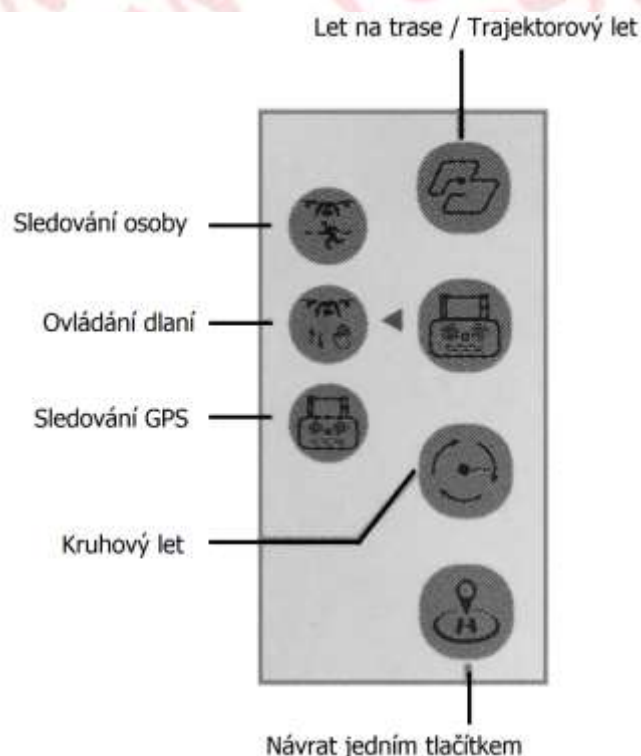 Let na trase / Trajektorový let
Sledování osoby
Ovládání dlaní
Sledování GPS
Kruhový let
Návrat jedním tlačítkem